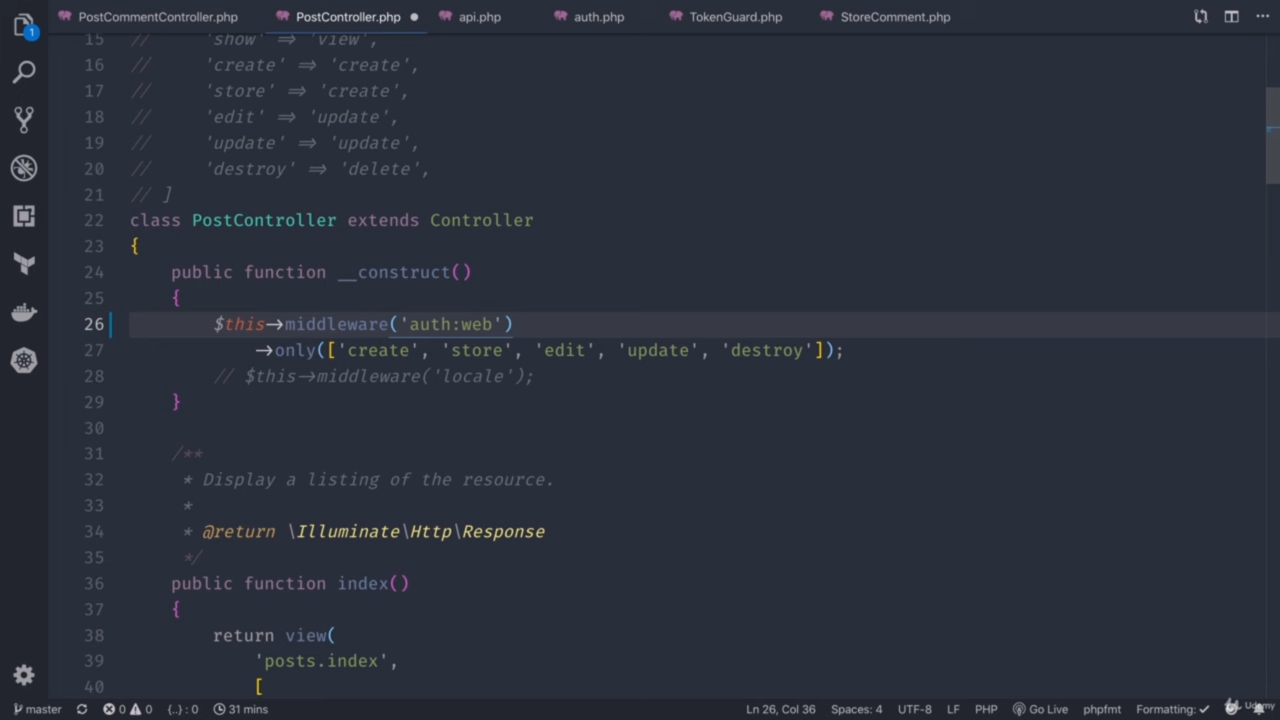 PostCommentController.php PostController.php api.php auth.php TokenGuard.php StoreComment.php
1
15 // 'show' => 'view',
16 // 'create' => 'create',
17 // 'store' => 'create',
18 // 'edit' => 'update',
19 // 'update' => 'update',
20 // 'destroy' => 'delete',
21 // ]
22 class PostController extends Controller
23 {
24 public function __construct()
25 {
26 $this->middleware('auth:web')
27 ->only(['create', 'store', 'edit', 'update', 'destroy']);
28 // $this->middleware('locale');
29 }
30
31 /**
32 * Display a listing of the resource.
33 *
34 * @return \Illuminate\Http\Response
35 */
36 public function index()
37 {
38 return view(
39 'posts.index',
40 [
master 0 0 {..} : 0 31 mins Ln 26, Col 36 Spaces: 4 UTF-8 LF PHP Go Live phpfmt Formatting: ✓ Udemy